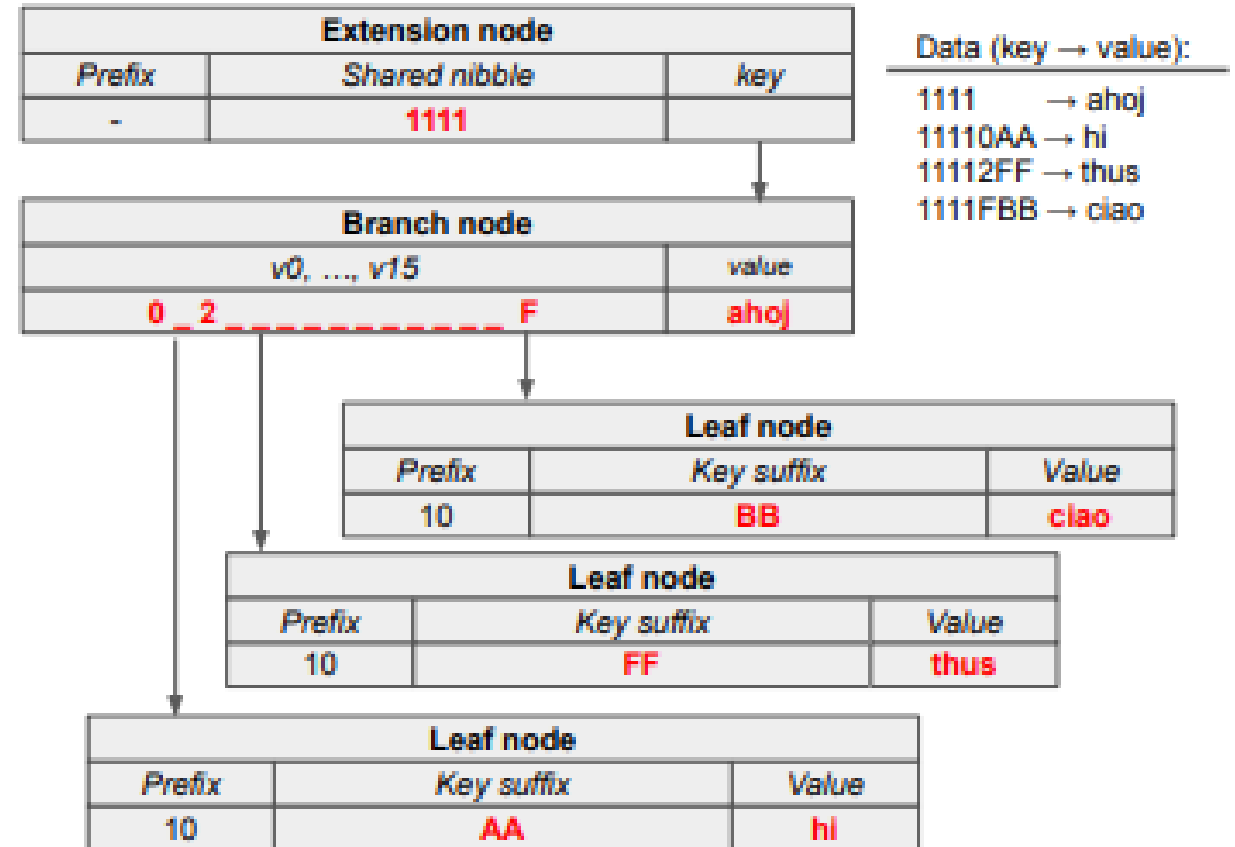 Extension node
Prefix Shared nibble key
- 1111
Data (key → value):
1111 → ahoj
11110AA → hi
11112FF → thus
1111FBB → ciao
Branch node
v0, ..., v15 value
0 _ 2 _ _ _ _ _ _ _ _ _ _ _ F ahoj
Leaf node
Prefix Key suffix Value
10 BB ciao
Leaf node
Prefix Key suffix Value
10 FF thus
Leaf node
Prefix Key suffix Value
10 AA hi